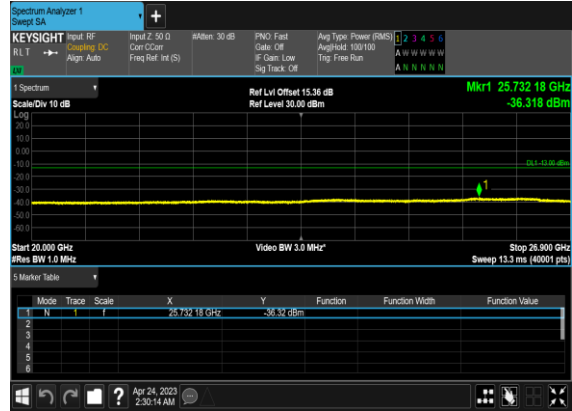 Spectrum Analyzer 1
Swept SA
+
KEYSIGHT Input: RF Input Z: 50 Ω #Atten: 30 dB PNO: Fast Avg Type: Power (RMS) 1 2 3 4 5 6
RLT Coupling: DC Corr CCorr Gate: Off Avg|Hold: 100/100 A W W W W W
Align: Auto Freq Ref: Int (S) IF Gain: Low Trig: Free Run
Sig Track: Off A N N N N N
LW
1 Spectrum Ref Lvl Offset 15.36 dB Mkr1 25.732 18 GHz
Scale/Div 10 dB Ref Level 30.00 dBm -36.318 dBm
Log
20.0
10.0
0.00
-10.0
DL1 -13.00 dBm
-20.0
-30.0
1
-40.0
-50.0
-60.0
Start 20.000 GHz Video BW 3.0 MHz* Stop 26.900 GHz
#Res BW 1.0 MHz Sweep 13.3 ms (40001 pts)
5 Marker Table
Mode Trace Scale X Y Function Function Width Function Value
1 N 1 f 25.732 18 GHz -36.32 dBm
2
3
4
5
6
? Apr 24, 2023
2:30:14 AM